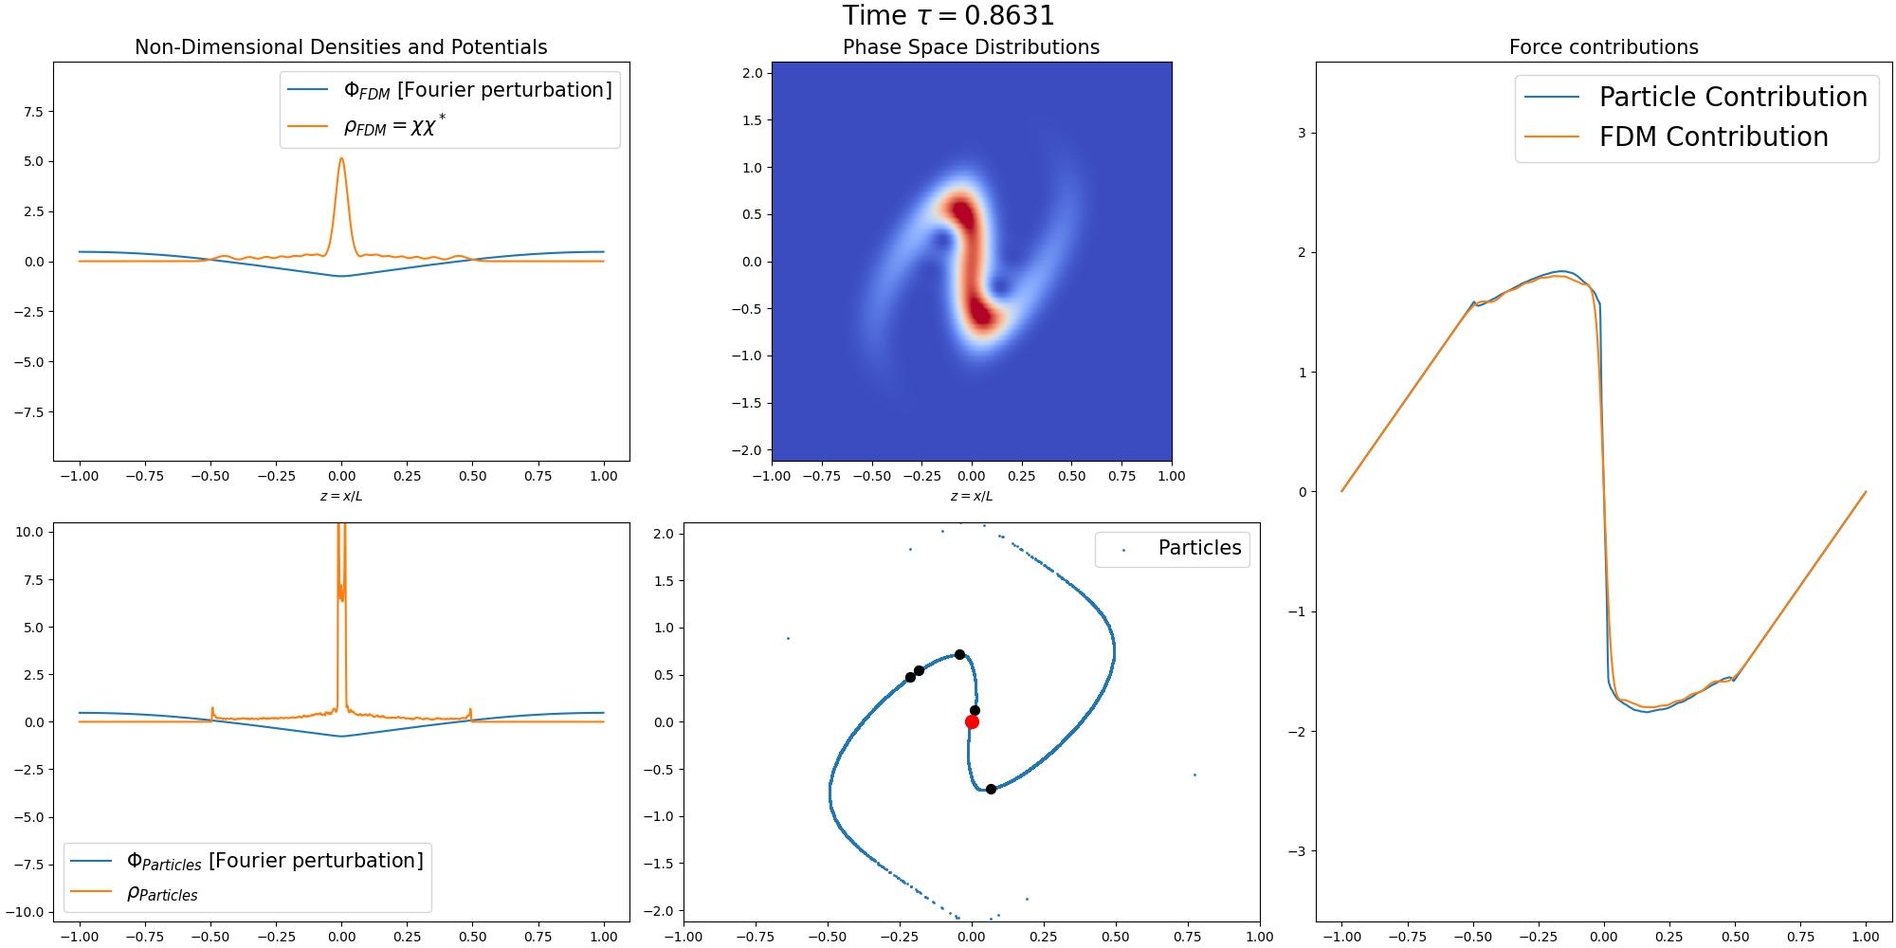 Time τ = 0.8631
Non-Dimensional Densities and Potentials
Φ_FDM [Fourier perturbation]
ρ_FDM = χχ*
7.5
5.0
2.5
0.0
−2.5
−5.0
−7.5
−1.00 −0.75 −0.50 −0.25 0.00 0.25 0.50 0.75 1.00
z = x/L
Phase Space Distributions
2.0
1.5
1.0
0.5
0.0
−0.5
−1.0
−1.5
−2.0
−1.00 −0.75 −0.50 −0.25 0.00 0.25 0.50 0.75 1.00
z = x/L
Force contributions
Particle Contribution
FDM Contribution
3
2
1
0
−1
−2
−3
−1.00 −0.75 −0.50 −0.25 0.00 0.25 0.50 0.75 1.00
10.0
7.5
5.0
2.5
0.0
−2.5
−5.0
−7.5
−10.0
Φ_Particles [Fourier perturbation]
ρ_Particles
−1.00 −0.75 −0.50 −0.25 0.00 0.25 0.50 0.75 1.00
Particles
2.0
1.5
1.0
0.5
0.0
−0.5
−1.0
−1.5
−2.0
−1.00 −0.75 −0.50 −0.25 0.00 0.25 0.50 0.75 1.00